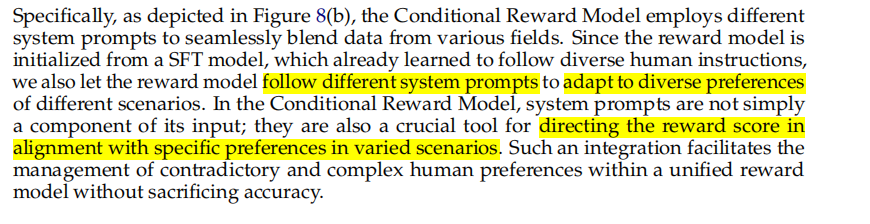 Specifically, as depicted in Figure 8(b), the Conditional Reward Model employs different
system prompts to seamlessly blend data from various fields. Since the reward model is
initialized from a SFT model, which already learned to follow diverse human instructions,
we also let the reward model follow different system prompts to adapt to diverse preferences
of different scenarios. In the Conditional Reward Model, system prompts are not simply
a component of its input; they are also a crucial tool for directing the reward score in
alignment with specific preferences in varied scenarios. Such an integration facilitates the
management of contradictory and complex human preferences within a unified reward
model without sacrificing accuracy.